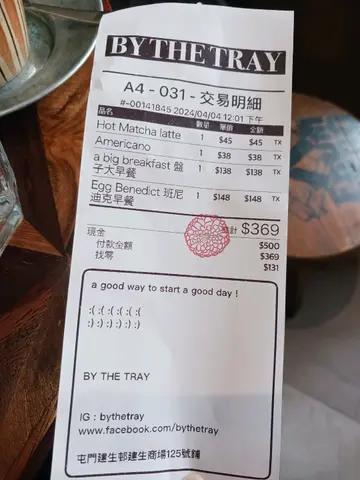 BY THE TRAY
A4 - 031 - 交易明細
#-00141845 2024/04/04 12:01 下午
品名 數量 單價 金額
Hot Matcha latte 1 $45 $45 TX
Americano 1 $38 $38 TX
a big breakfast 盤 1 $138 $138 TX
子大早餐
Egg Benedict 班尼 1 $148 $148 TX
迪克早餐
總計 $369
現金 $500
付款金額 $369
找零 $131
a good way to start a good day !
:( :( :( :( :( :(
:) :) :) :) :) :)
BY THE TRAY
IG : bythetray
www.facebook.com/bythetray
屯門建生邨建生商場125號鋪